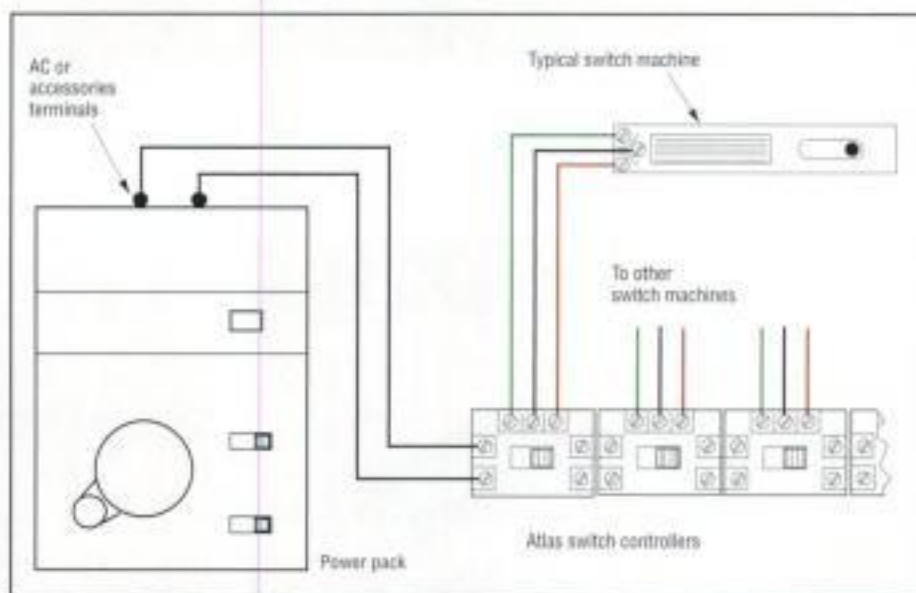 AC or
accessories
terminals
Typical switch machine
To other
switch machines
Power pack
Atlas switch controllers